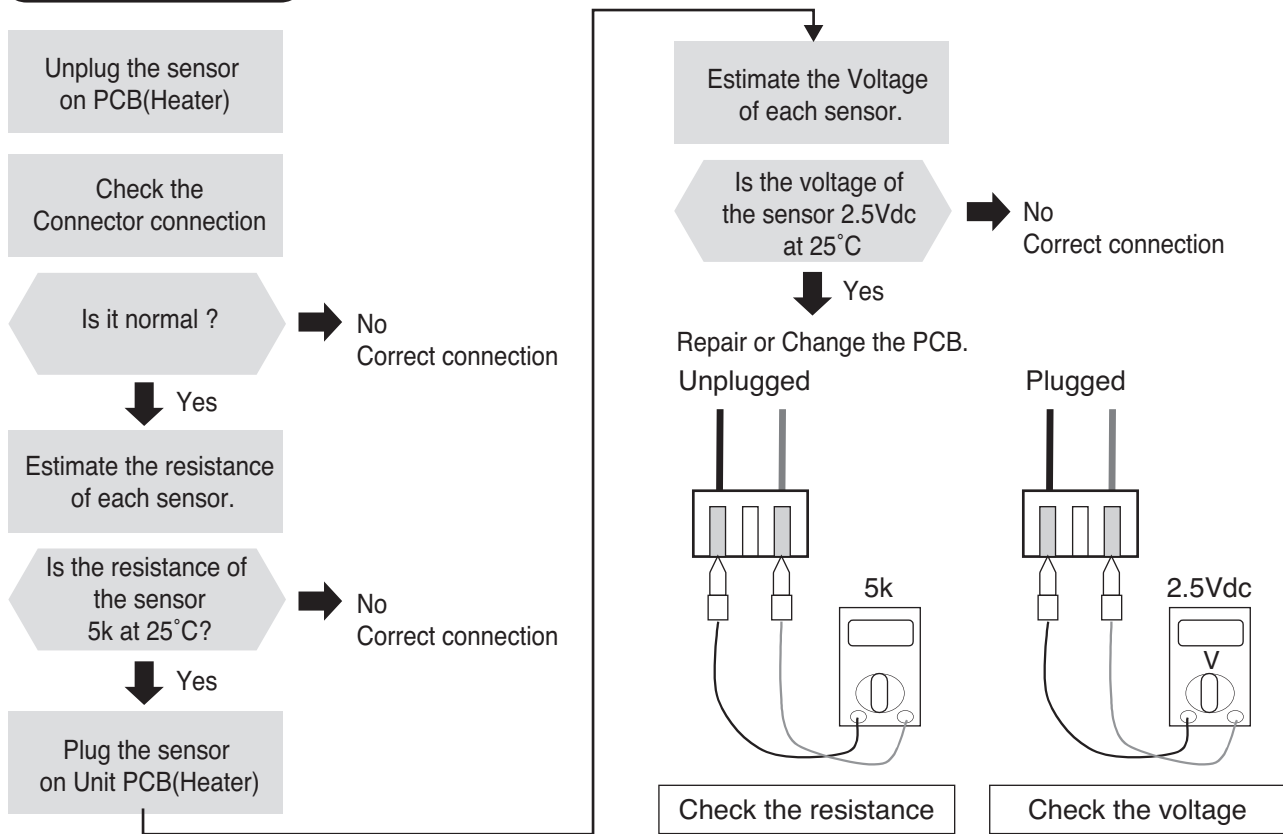 Unplug the sensor
on PCB(Heater)
Check the
Connector connection
Is it normal ?
No
Correct connection
Yes
Estimate the resistance
of each sensor.
Is the resistance of
the sensor
5k at 25˚C?
No
Correct connection
Yes
Plug the sensor
on Unit PCB(Heater)
Estimate the Voltage
of each sensor.
Is the voltage of
the sensor 2.5Vdc
at 25˚C
No
Correct connection
Yes
Repair or Change the PCB.
Unplugged
5k
Check the resistance
Plugged
2.5Vdc
V
Check the voltage